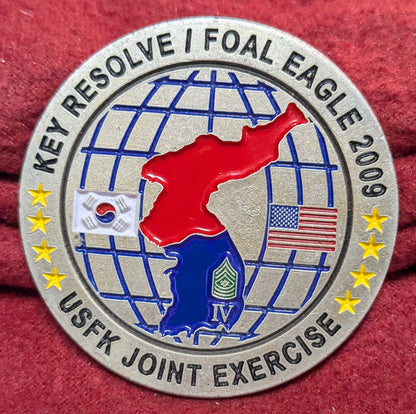 KEY RESOLVE / FOAL EAGLE 2009
IV
USFK JOINT EXERCISE